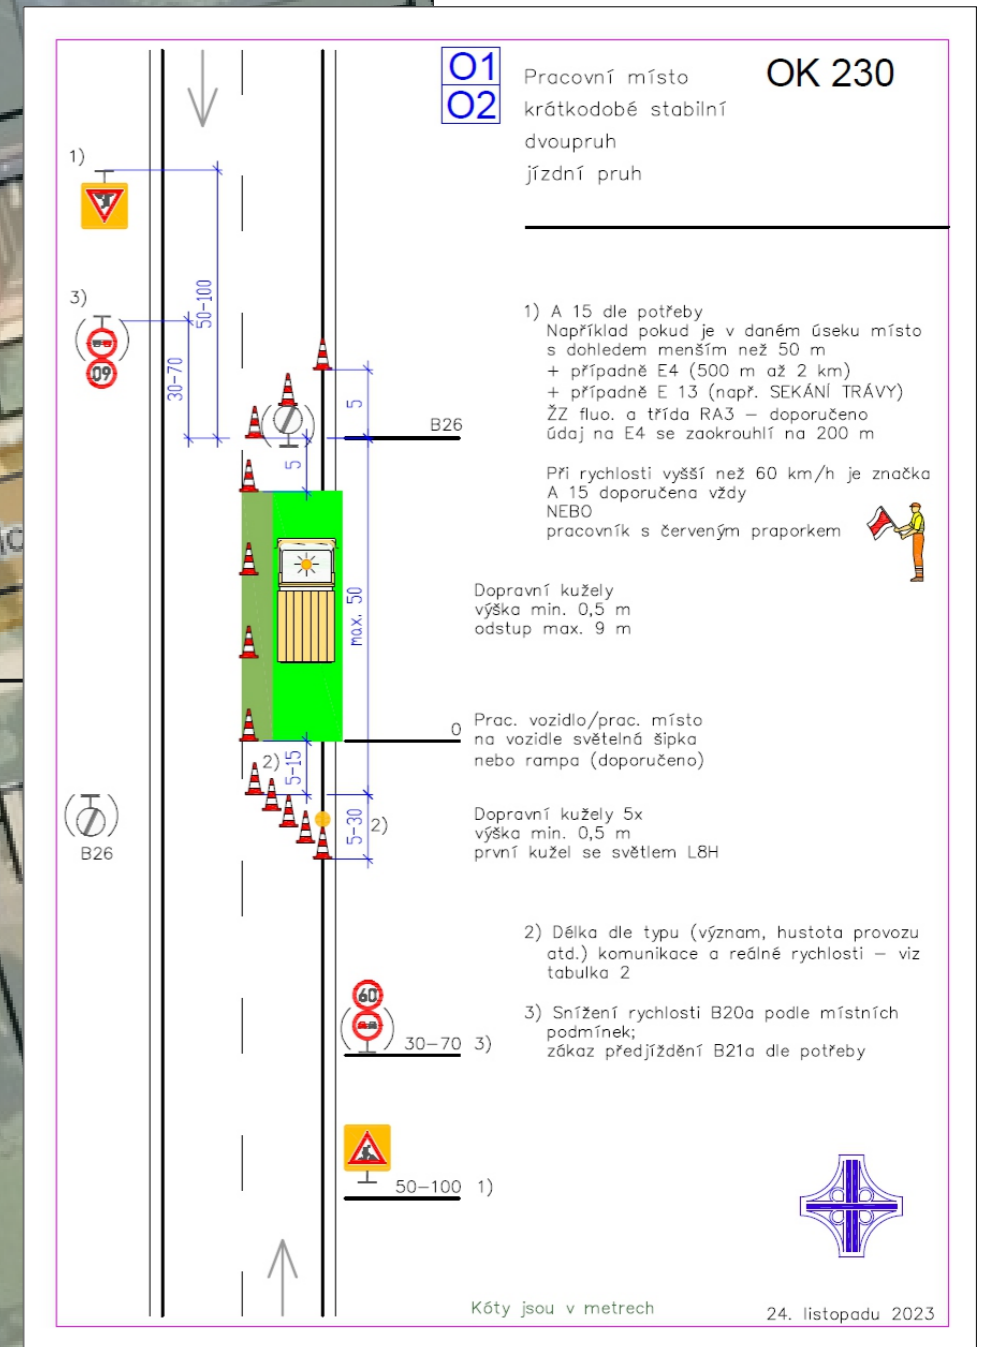 O1
O2
Pracovní místo
krátkodobé stabilní
dvoupruh
jízdní pruh
OK 230
1)
3)
60
50-100
30-70
5
B26
5
1) A 15 dle potřeby
Například pokud je v daném úseku místo
s dohledem menším než 50 m
+ případně E4 (500 m až 2 km)
+ případně E 13 (např. SEKÁNÍ TRÁVY)
ŽZ fluo. a třída RA3 – doporučeno
údaj na E4 se zaokrouhlí na 200 m
Při rychlosti vyšší než 60 km/h je značka
A 15 doporučena vždy
NEBO
pracovník s červeným praporkem
max. 50
Dopravní kužely
výška min. 0,5 m
odstup max. 9 m
0
Prac. vozidlo/prac. místo
na vozidle světelná šipka
nebo rampa (doporučeno)
2)
5-15
5-30
2)
B26
Dopravní kužely 5x
výška min. 0,5 m
první kužel se světlem L8H
2) Délka dle typu (význam, hustota provozu
atd.) komunikace a reálné rychlosti – viz
tabulka 2
3) Snížení rychlosti B20a podle místních
podmínek;
zákaz předjíždění B21a dle potřeby
60
30-70 3)
50-100 1)
Kóty jsou v metrech
24. listopadu 2023